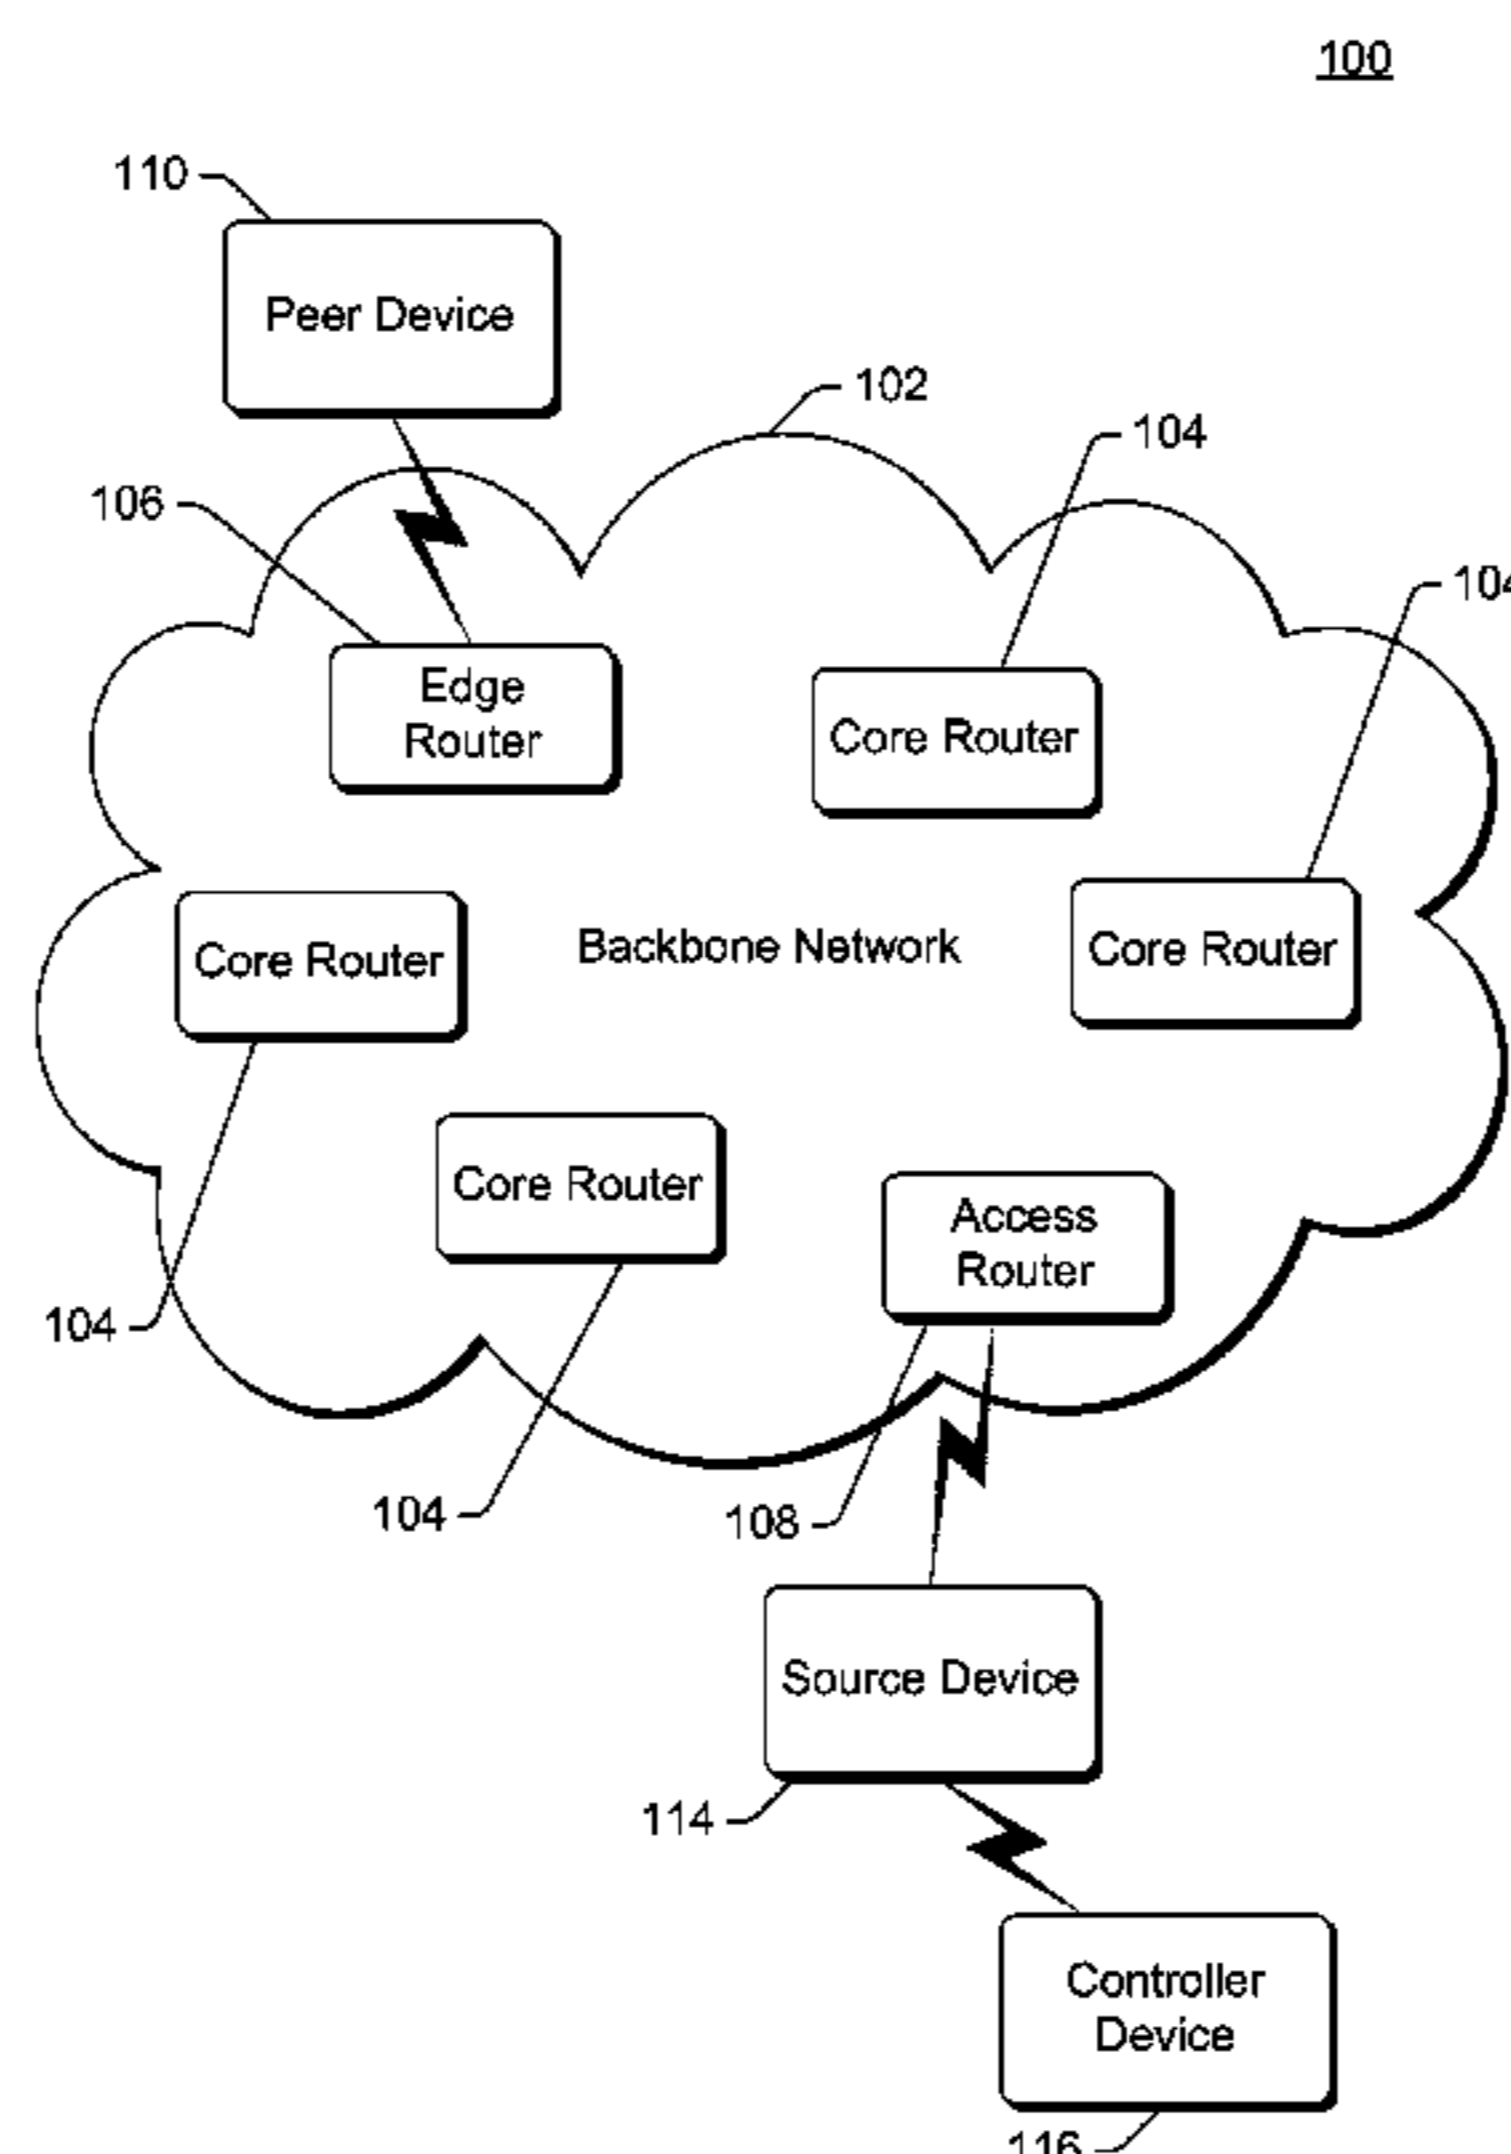 100
110
Peer Device
102
104
106
104
Edge
Router
Core Router
Core Router
Backbone Network
Core Router
Core Router
Access
Router
104
104
108
Source Device
114
Controller
Device
116